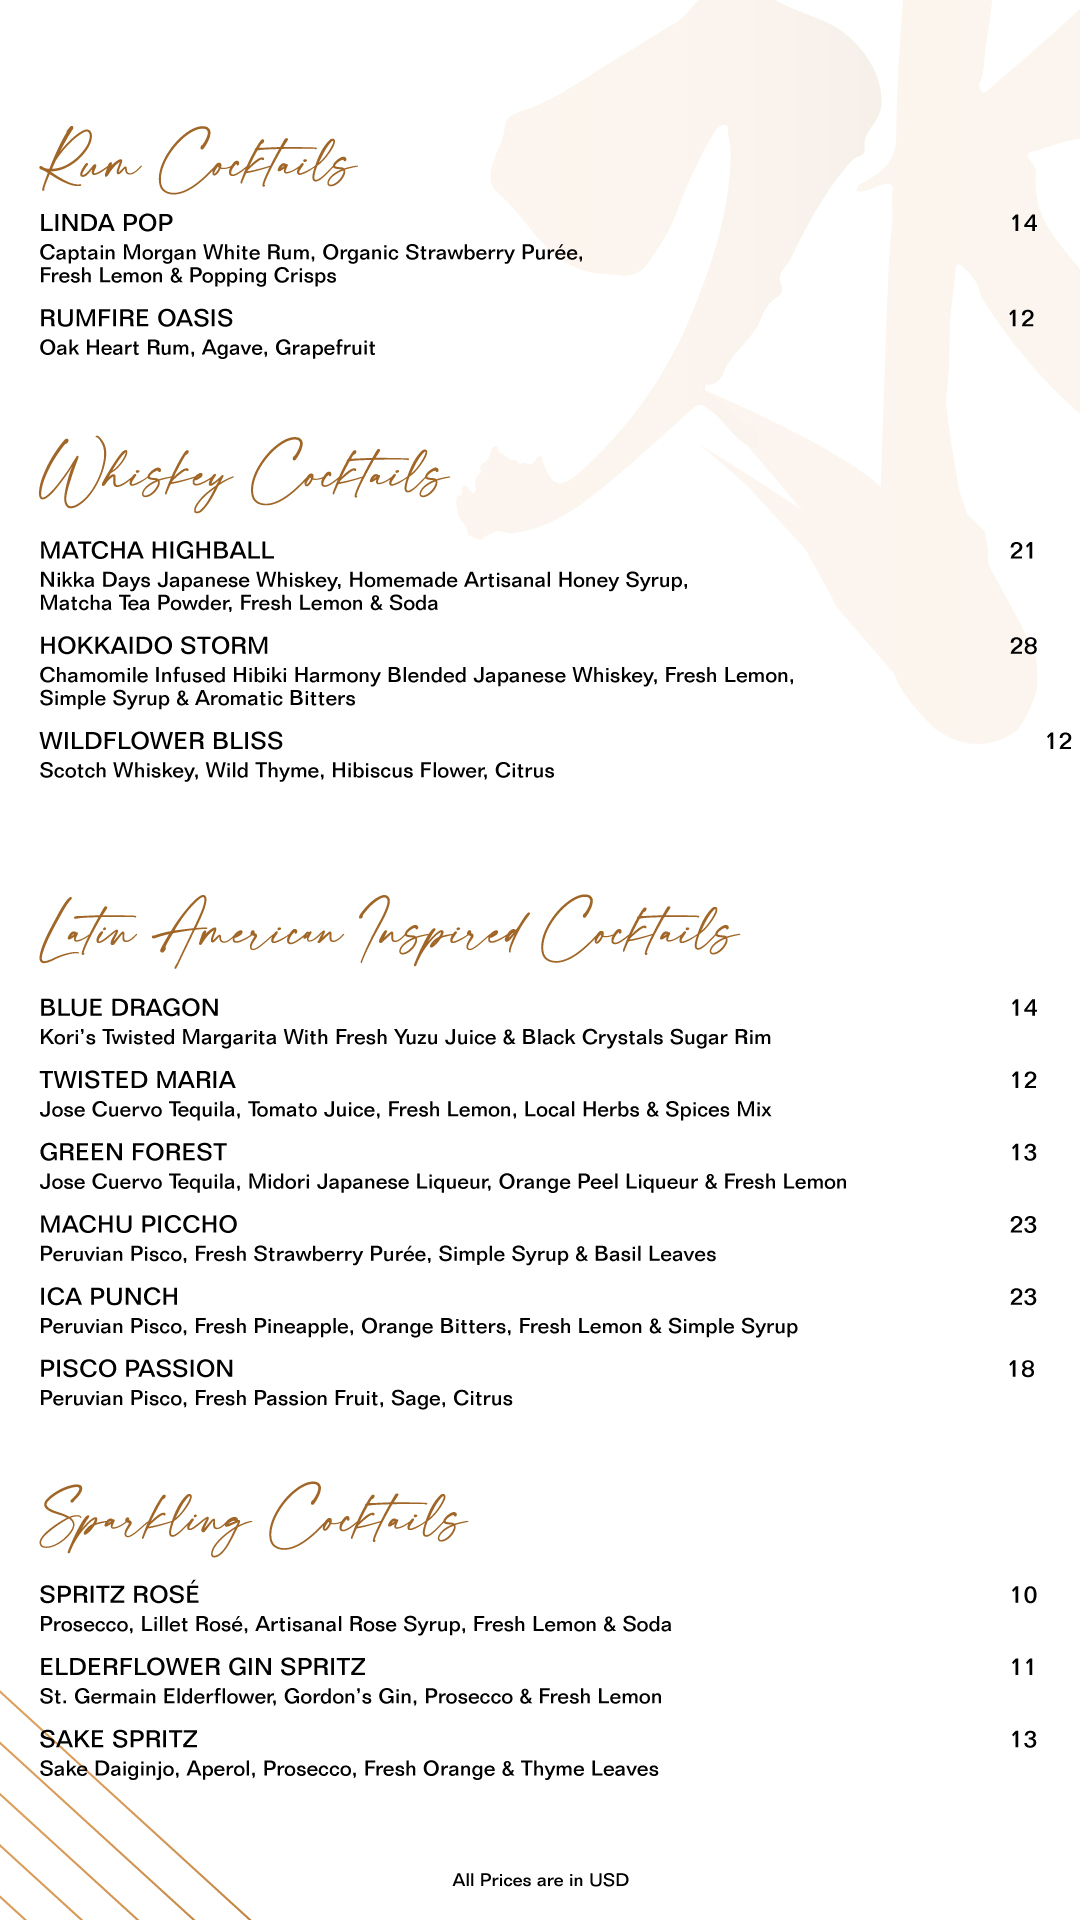 Rum Cocktails
LINDA POP 14
Captain Morgan White Rum, Organic Strawberry Purée,
Fresh Lemon & Popping Crisps
RUMFIRE OASIS 12
Oak Heart Rum, Agave, Grapefruit
Whiskey Cocktails
MATCHA HIGHBALL 21
Nikka Days Japanese Whiskey, Homemade Artisanal Honey Syrup,
Matcha Tea Powder, Fresh Lemon & Soda
HOKKAIDO STORM 28
Chamomile Infused Hibiki Harmony Blended Japanese Whiskey, Fresh Lemon,
Simple Syrup & Aromatic Bitters
WILDFLOWER BLISS 12
Scotch Whiskey, Wild Thyme, Hibiscus Flower, Citrus
Latin American Inspired Cocktails
BLUE DRAGON 14
Kori’s Twisted Margarita With Fresh Yuzu Juice & Black Crystals Sugar Rim
TWISTED MARIA 12
Jose Cuervo Tequila, Tomato Juice, Fresh Lemon, Local Herbs & Spices Mix
GREEN FOREST 13
Jose Cuervo Tequila, Midori Japanese Liqueur, Orange Peel Liqueur & Fresh Lemon
MACHU PICCHO 23
Peruvian Pisco, Fresh Strawberry Purée, Simple Syrup & Basil Leaves
ICA PUNCH 23
Peruvian Pisco, Fresh Pineapple, Orange Bitters, Fresh Lemon & Simple Syrup
PISCO PASSION 18
Peruvian Pisco, Fresh Passion Fruit, Sage, Citrus
Sparkling Cocktails
SPRITZ ROSÉ 10
Prosecco, Lillet Rosé, Artisanal Rose Syrup, Fresh Lemon & Soda
ELDERFLOWER GIN SPRITZ 11
St. Germain Elderflower, Gordon’s Gin, Prosecco & Fresh Lemon
SAKE SPRITZ 13
Sake Daiginjo, Aperol, Prosecco, Fresh Orange & Thyme Leaves
All Prices are in USD